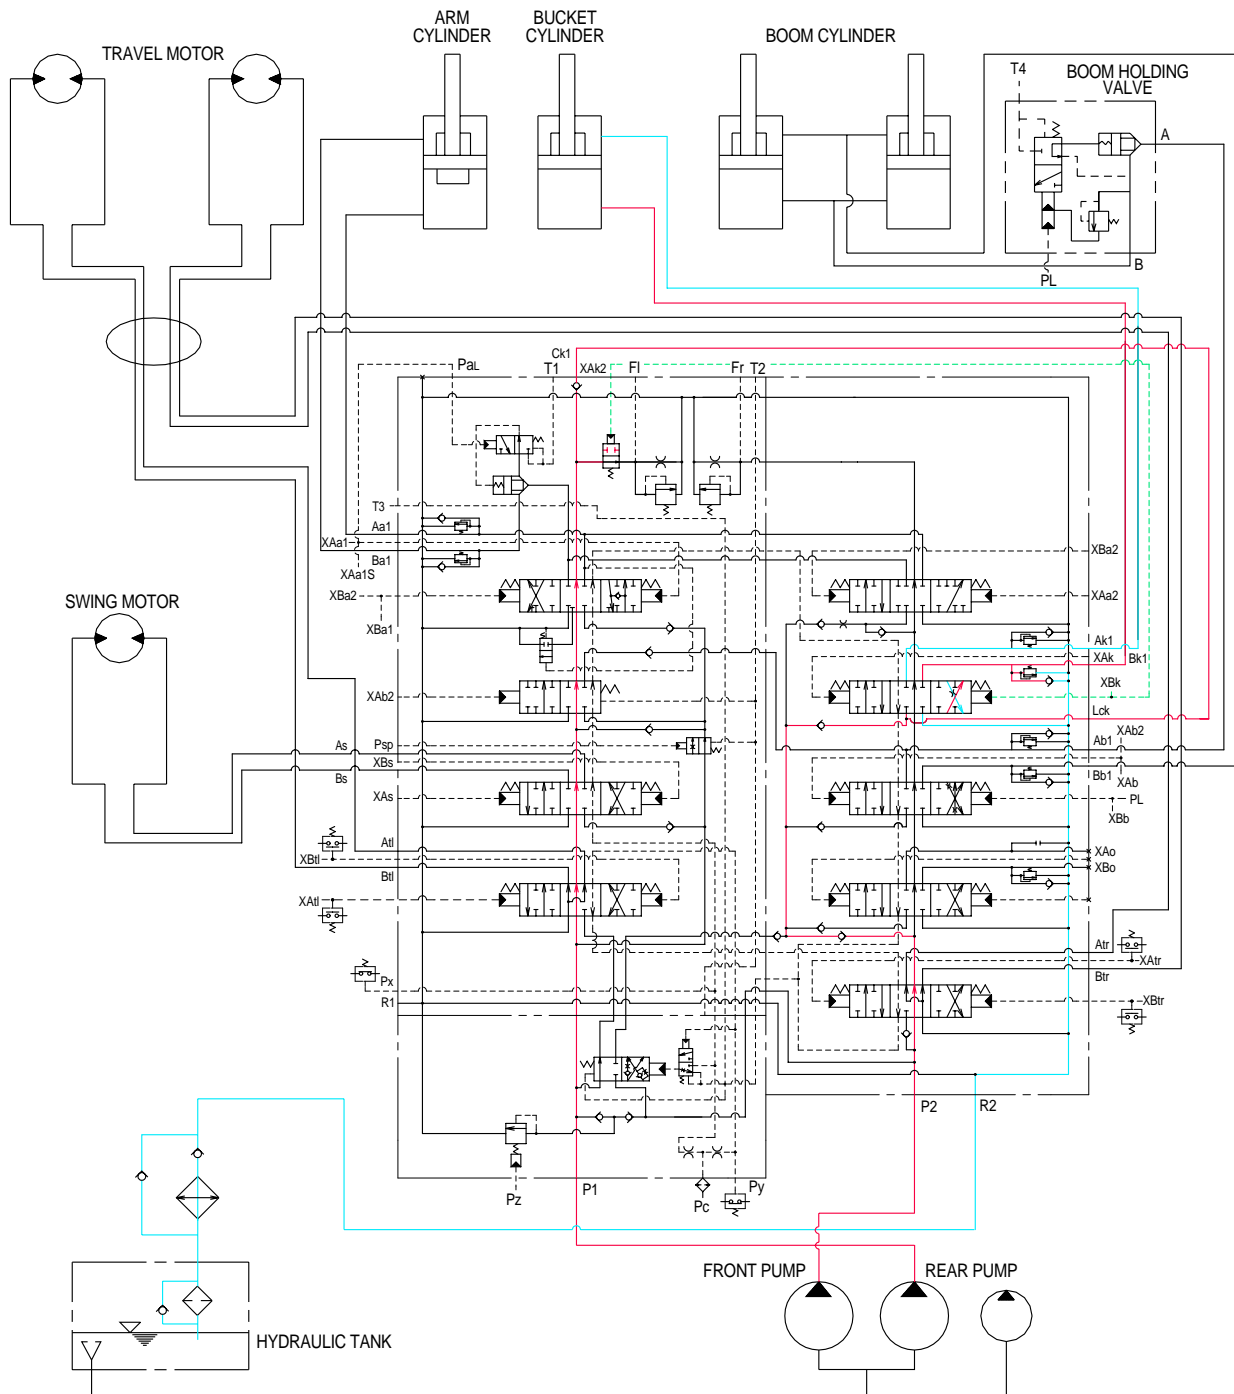 ARM
CYLINDER
BUCKET
CYLINDER
BOOM CYLINDER
TRAVEL MOTOR
T4
BOOM HOLDING
VALVE
A
B
PL
Ck1
PaL
T1
XAk2
Fl
Fr
T2
T3
Aa1
XAa1
Ba1
XAa1S
XBa2
XBa1
XBa2
XAa2
SWING MOTOR
Ak1
XAk
Bk1
XBk
Lck
XAb2
XAb2
Psp
As
XBs
Bs
XAs
Ab1
Bb1
XAb
PL
XBb
Atl
XBtl
Btl
XAtl
XAo
XBo
Atr
XAtr
Btr
XBtr
Px
R1
P2
R2
P1
Pz
Pc
Py
FRONT PUMP
REAR PUMP
HYDRAULIC TANK